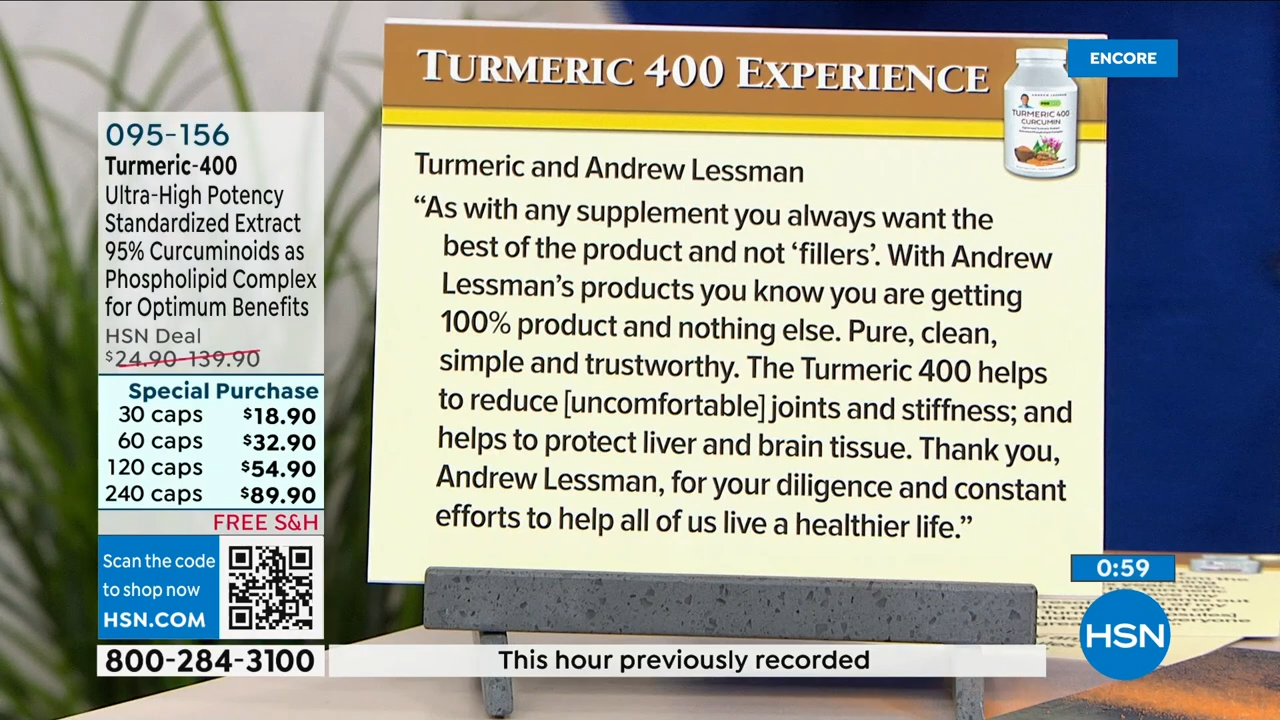 095-156
Turmeric-400
Ultra-High Potency
Standardized Extract
95% Curcuminoids as
Phospholipid Complex
for Optimum Benefits
HSN Deal
$24.90-139.90
Special Purchase
30 caps $18.90
60 caps $32.90
120 caps $54.90
240 caps $89.90
FREE S&H
Scan the code
to shop now
HSN.COM
800-284-3100
This hour previously recorded
TURMERIC 400 EXPERIENCE
ENCORE
ANDREW LESSMAN
TURMERIC 400
CURCUMIN
Turmeric and Andrew Lessman
“As with any supplement you always want the
best of the product and not ‘fillers’. With Andrew
Lessman’s products you know you are getting
100% product and nothing else. Pure, clean,
simple and trustworthy. The Turmeric 400 helps
to reduce [uncomfortable] joints and stiffness; and
helps to protect liver and brain tissue. Thank you,
Andrew Lessman, for your diligence and constant
efforts to help all of us live a healthier life.”
0:59
HSN